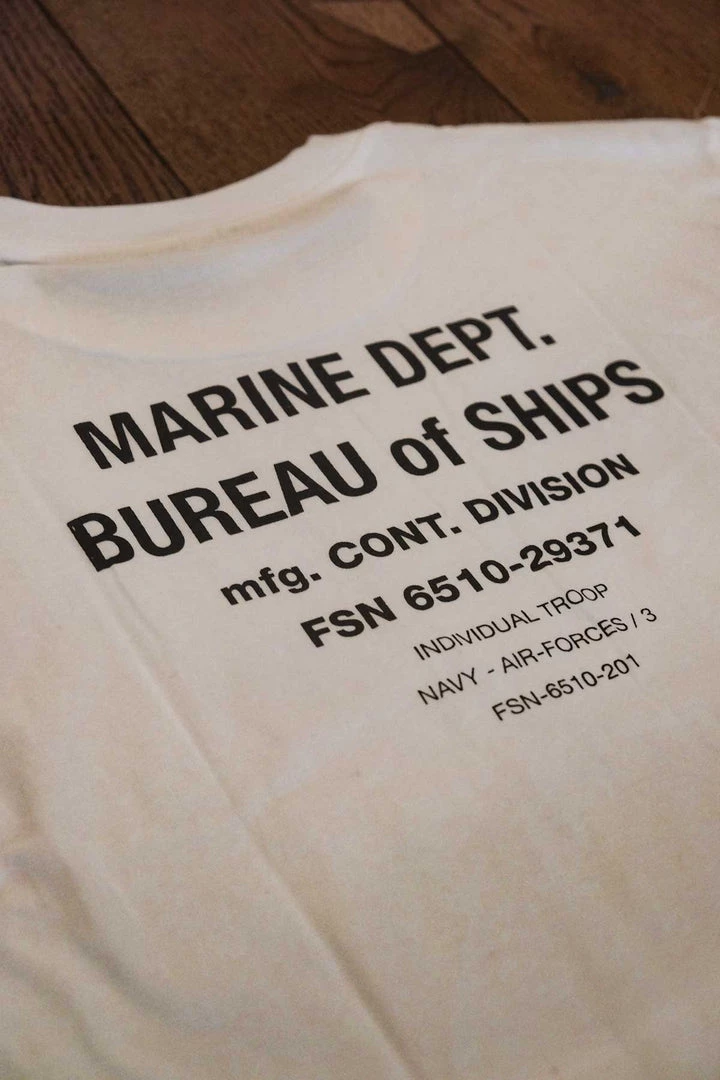 MARINE DEPT.
BUREAU of SHIPS
mfg. CONT. DIVISION
FSN 6510-29371
INDIVIDUAL TROOP
NAVY - AIR-FORCES / 3
FSN-6510-201